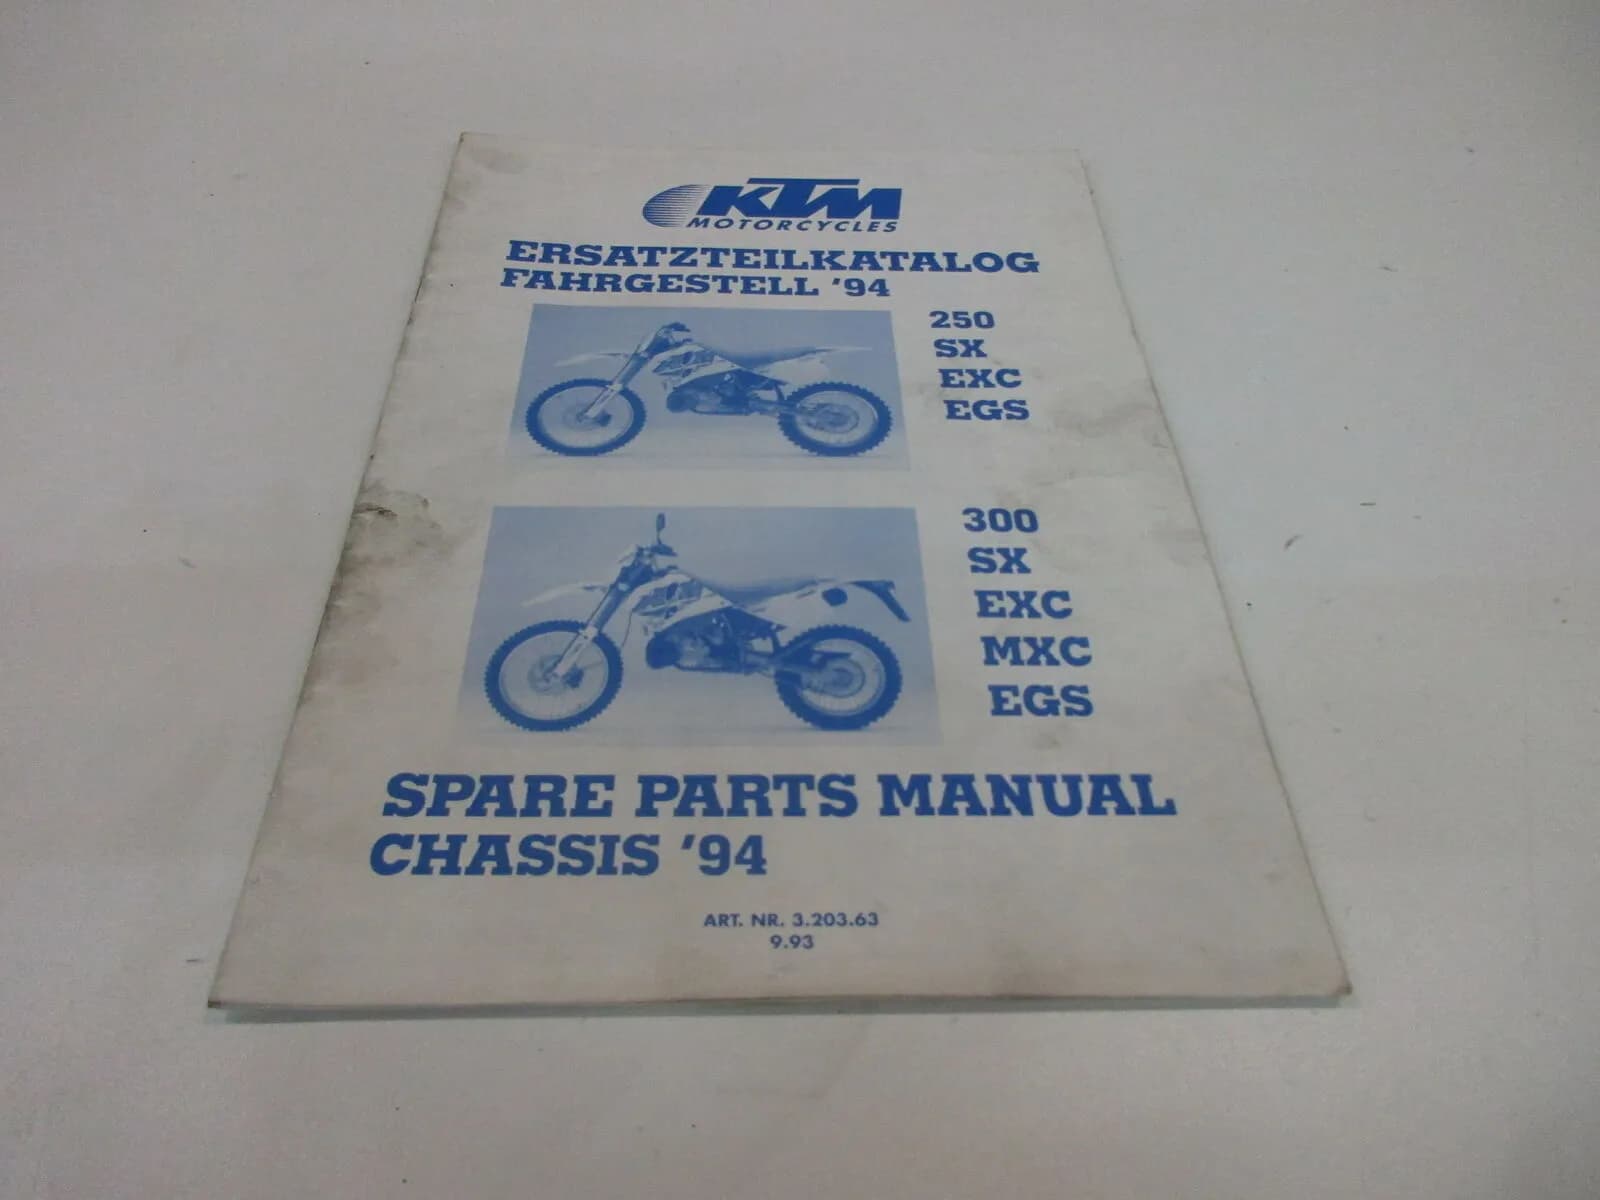 KTM
MOTORCYCLES
ERSATZTEILKATALOG
FAHRGESTELL '94
250
SX
EXC
EGS
300
SX
EXC
MXC
EGS
SPARE PARTS MANUAL
CHASSIS '94
ART. NR. 3.203.63
9.93